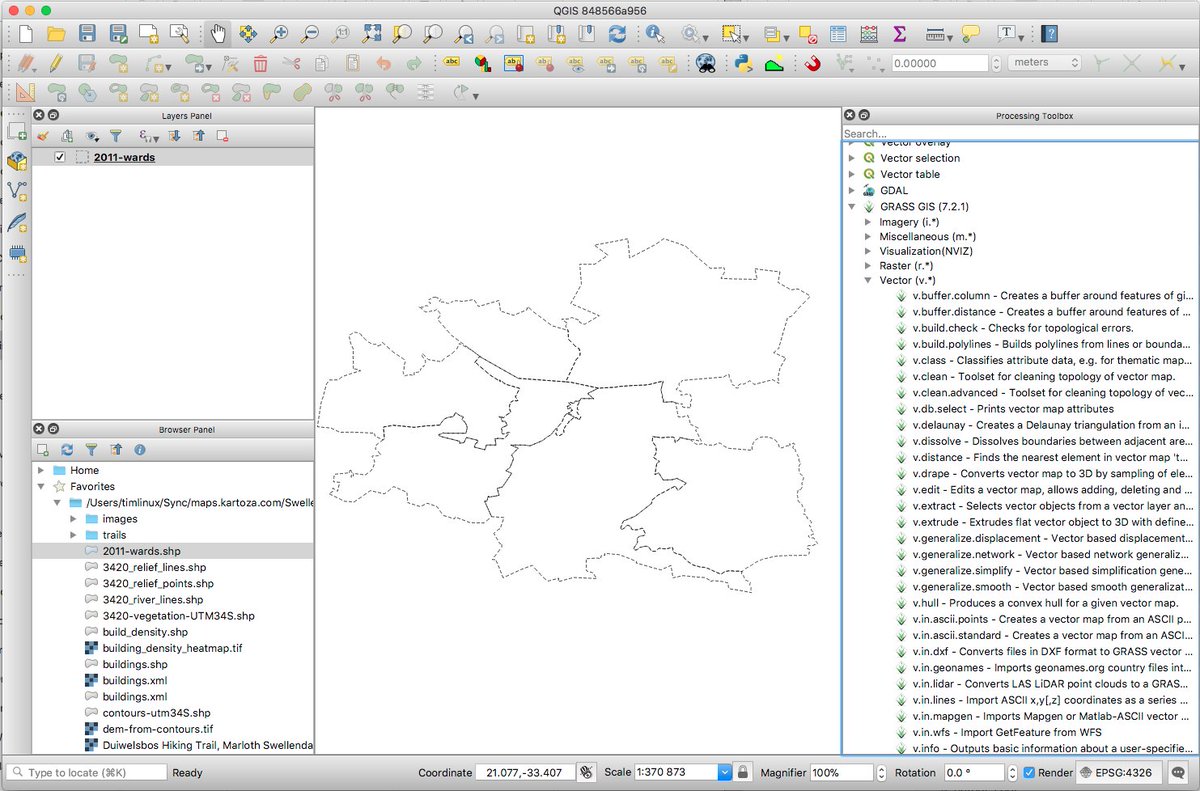 QGIS 848566a956
0.00000
meters
Layers Panel
2011-wards
Browser Panel
Home
Favorites
/Users/timlinux/Sync/maps.kartoza.com/Swelle
images
trails
2011-wards.shp
3420_relief_lines.shp
3420_relief_points.shp
3420_river_lines.shp
3420-vegetation-UTM34S.shp
build_density.shp
building_density_heatmap.tif
buildings.shp
buildings.xml
buildings.xml
contours-utm34S.shp
dem-from-contours.tif
Duiwelsbos Hiking Trail, Marloth Swellenda
Processing Toolbox
Search...
Vector overlay
Vector selection
Vector table
GDAL
GRASS GIS (7.2.1)
Imagery (i.*)
Miscellaneous (m.*)
Visualization(NVIZ)
Raster (r.*)
Vector (v.*)
v.buffer.column - Creates a buffer around features of gi...
v.buffer.distance - Creates a buffer around features of ...
v.build.check - Checks for topological errors.
v.build.polylines - Builds polylines from lines or bounda...
v.class - Classifies attribute data, e.g. for thematic map...
v.clean - Toolset for cleaning topology of vector map.
v.clean.advanced - Toolset for cleaning topology of vec...
v.db.select - Prints vector map attributes
v.delaunay - Creates a Delaunay triangulation from an i...
v.dissolve - Dissolves boundaries between adjacent are...
v.distance - Finds the nearest element in vector map 't...
v.drape - Converts vector map to 3D by sampling of ele...
v.edit - Edits a vector map, allows adding, deleting and ...
v.extract - Selects vector objects from a vector layer an...
v.extrude - Extrudes flat vector object to 3D with define...
v.generalize.displacement - Vector based displacement...
v.generalize.network - Vector based network generaliz...
v.generalize.simplify - Vector based simplification gene...
v.generalize.smooth - Vector based smooth generalizat...
v.hull - Produces a convex hull for a given vector map.
v.in.ascii.points - Creates a vector map from an ASCII p...
v.in.ascii.standard - Creates a vector map from an ASCI...
v.in.dxf - Converts files in DXF format to GRASS vector ...
v.in.geonames - Imports geonames.org country files int...
v.in.lidar - Converts LAS LiDAR point clouds to a GRAS...
v.in.lines - Import ASCII x,y[,z] coordinates as a series ...
v.in.mapgen - Imports Mapgen or Matlab-ASCII vector ...
v.in.wfs - Import GetFeature from WFS
v.info - Outputs basic information about a user-specifie...
Type to locate (⌘K) Ready Coordinate 21.077,-33.407 Scale 1:370 873 Magnifier 100% Rotation 0.0 ° Render EPSG:4326